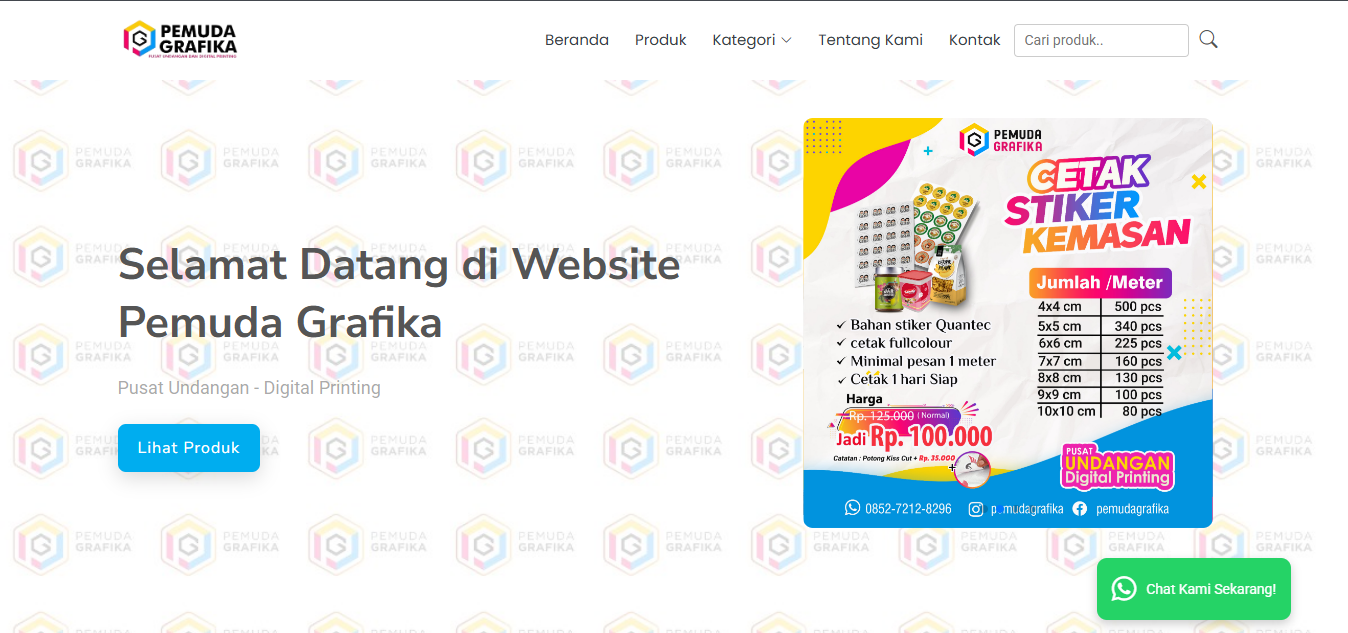 PEMUDA
GRAFIKA
PUSAT UNDANGAN DAN DIGITAL PRINTING
Beranda
Produk
Kategori
Tentang Kami
Kontak
Cari produk..
Selamat Datang di Website
Pemuda Grafika
Pusat Undangan - Digital Printing
Lihat Produk
PEMUDA
GRAFIKA
CETAK
STIKER
KEMASAN
Jumlah /Meter
4x4 cm 500 pcs
5x5 cm 340 pcs
6x6 cm 225 pcs
7x7 cm 160 pcs
8x8 cm 130 pcs
9x9 cm 100 pcs
10x10 cm 80 pcs
Bahan stiker Quantec
cetak fullcolour
Minimal pesan 1 meter
Cetak 1 hari Siap
Harga
Rp. 125.000 ( Normal)
Jadi Rp. 100.000
Catatan : Potong Kiss Cut + Rp. 35.000
PUSAT
UNDANGAN
Digital Printing
0852-7212-8296
pemudagrafika
pemudagrafika
Chat Kami Sekarang!